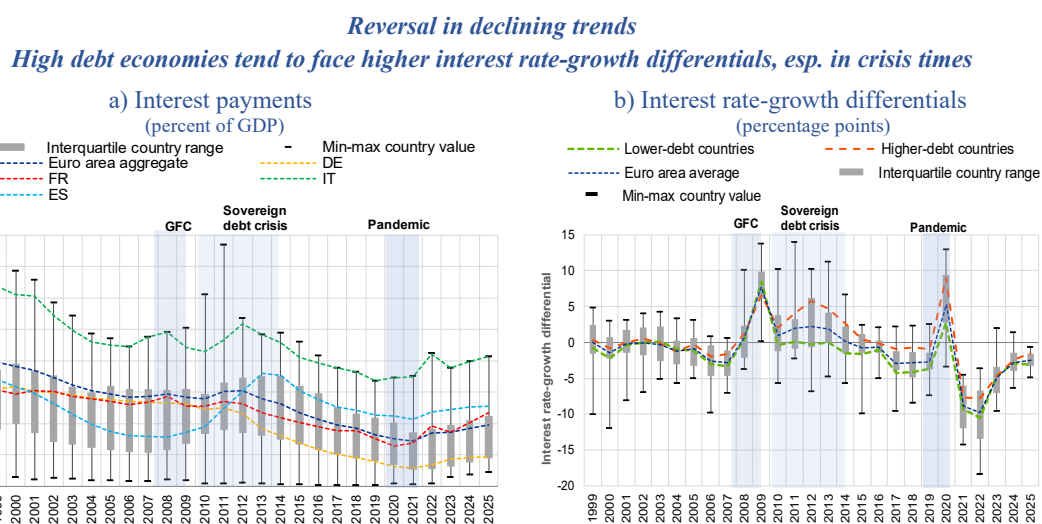 Reversal in declining trends
High debt economies tend to face higher interest rate-growth differentials, esp. in crisis times
a) Interest payments
(percent of GDP)
Interquartile country range
Min-max country value
Euro area aggregate
DE
FR
IT
ES
GFC
Sovereign
debt crisis
Pandemic
2000 2001 2002 2003 2004 2005 2006 2007 2008 2009 2010 2011 2012 2013 2014 2015 2016 2017 2018 2019 2020 2021 2022 2023 2024 2025
b) Interest rate-growth differentials
(percentage points)
Lower-debt countries
Higher-debt countries
Euro area average
Interquartile country range
Min-max country value
GFC
Sovereign
debt crisis
Pandemic
Interest rate-growth differential
15
10
5
0
-5
-10
-15
-20
1999 2000 2001 2002 2003 2004 2005 2006 2007 2008 2009 2010 2011 2012 2013 2014 2015 2016 2017 2018 2019 2020 2021 2022 2023 2024 2025